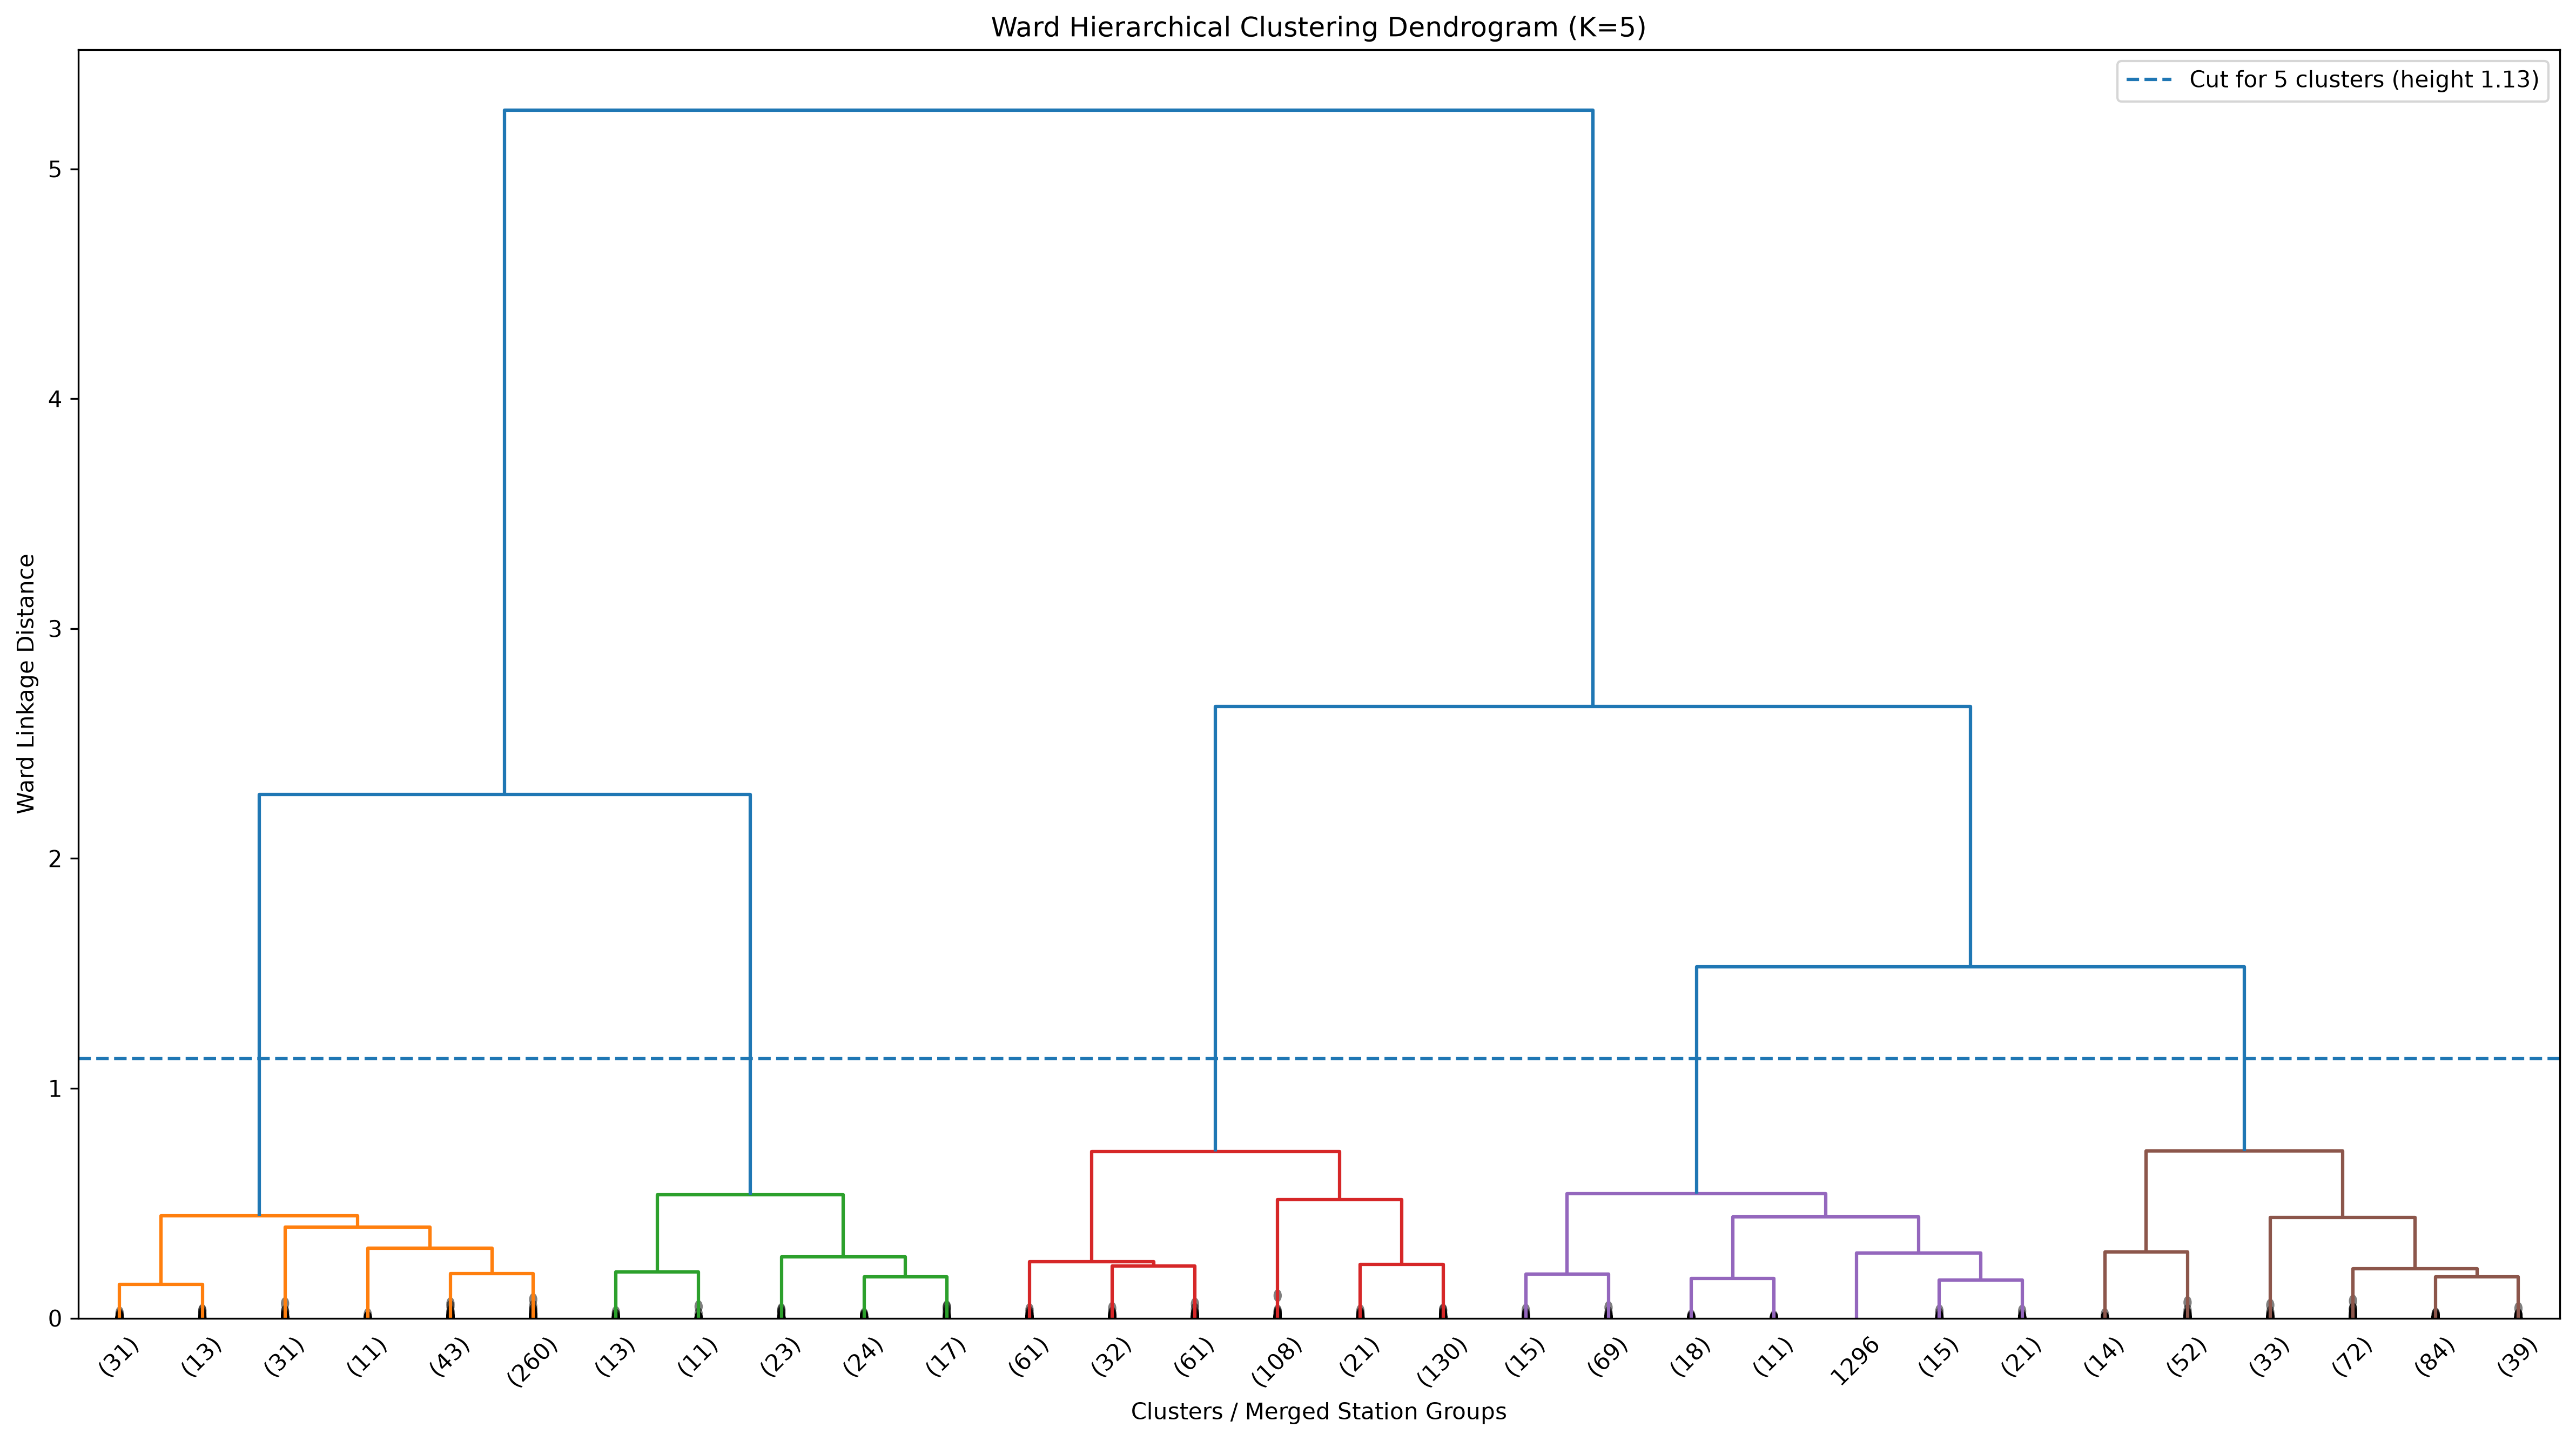 Ward Hierarchical Clustering Dendrogram (K=5)
Cut for 5 clusters (height 1.13)
5
4
3
2
1
0
Ward Linkage Distance
(31) (13) (31) (11) (43) (260) (13) (11) (23) (24) (17) (61) (32) (61) (108) (21) (130) (15) (69) (18) (11) 1296 (15) (21) (14) (52) (33) (72) (84) (39)
Clusters / Merged Station Groups